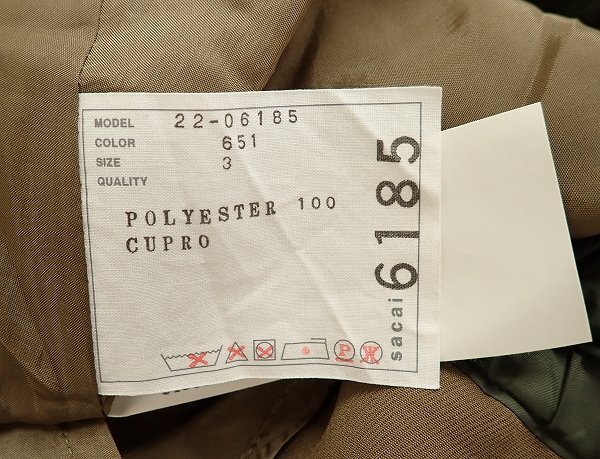 MODEL 22-06185
COLOR 651
SIZE 3
QUALITY
POLYESTER 100
CUPRO
P W
sacai 6185